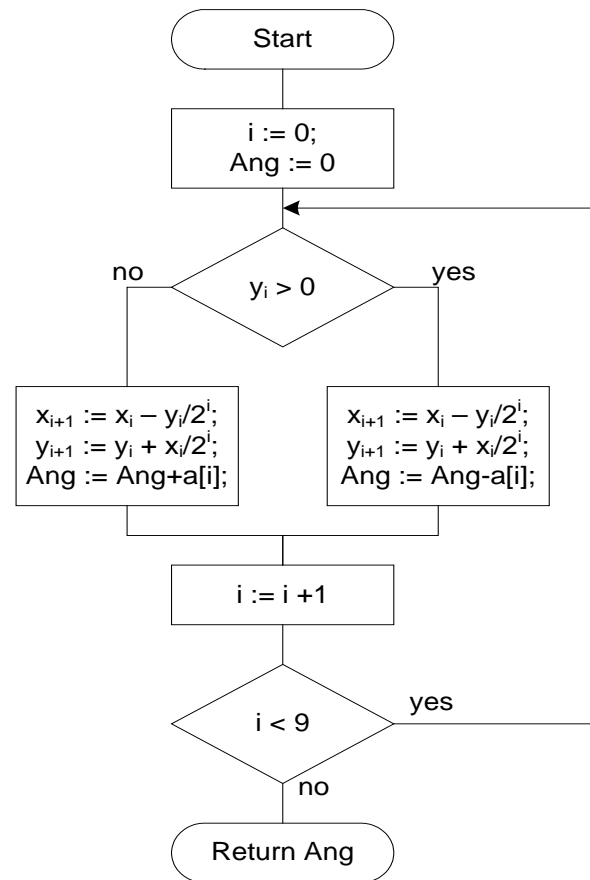 Start
i := 0;
Ang := 0
no
yes
yᵢ > 0
xᵢ₊₁ := xᵢ – yᵢ/2ⁱ;
yᵢ₊₁ := yᵢ + xᵢ/2ⁱ;
Ang := Ang+a[i];
xᵢ₊₁ := xᵢ – yᵢ/2ⁱ;
yᵢ₊₁ := yᵢ + xᵢ/2ⁱ;
Ang := Ang-a[i];
i := i +1
i < 9
yes
no
Return Ang